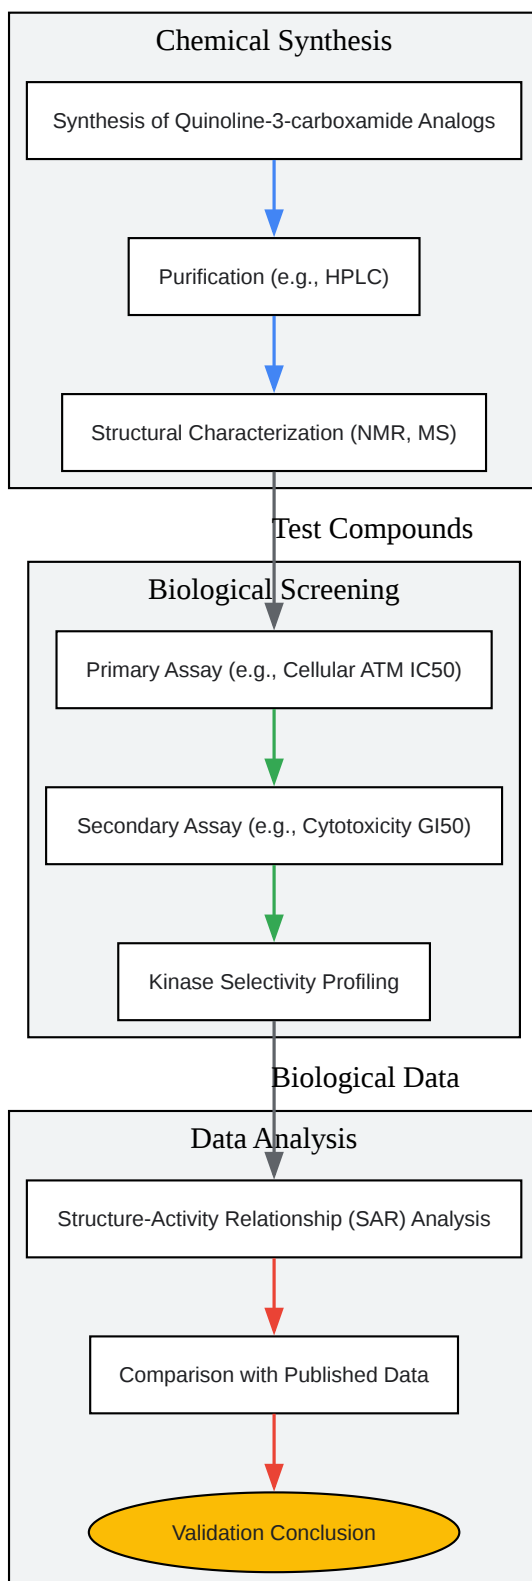 Chemical Synthesis
Synthesis of Quinoline-3-carboxamide Analogs
Purification (e.g., HPLC)
Structural Characterization (NMR, MS)
Test Compounds
Biological Screening
Primary Assay (e.g., Cellular ATM IC50)
Secondary Assay (e.g., Cytotoxicity GI50)
Kinase Selectivity Profiling
Biological Data
Data Analysis
Structure-Activity Relationship (SAR) Analysis
Comparison with Published Data
Validation Conclusion